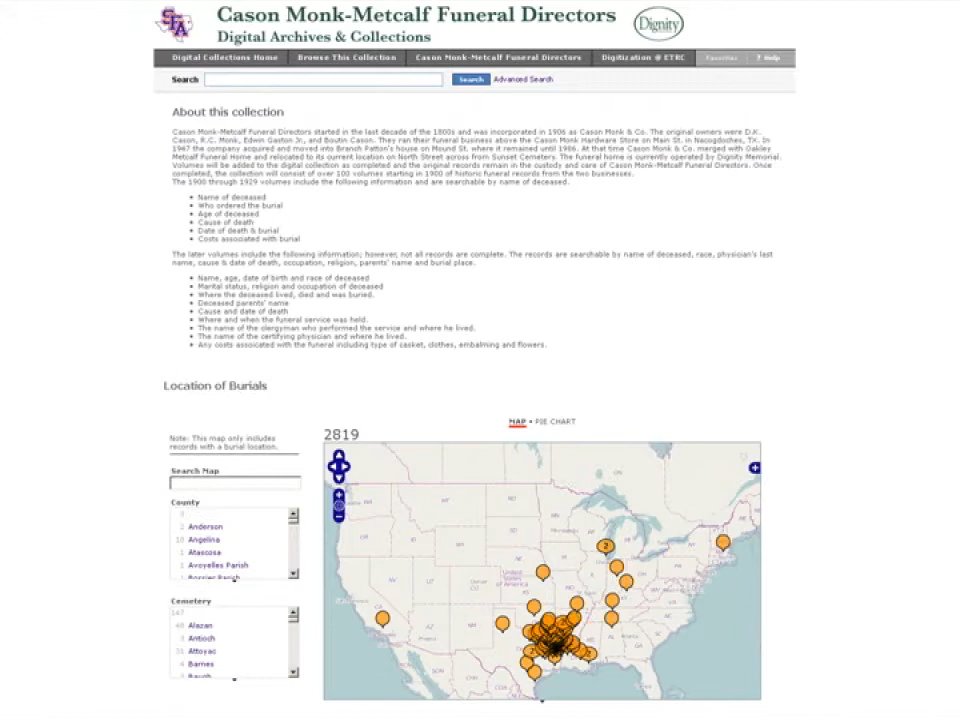 SFA
Cason Monk-Metcalf Funeral Directors
Dignity
Digital Archives & Collections
Digital Collections Home
Browse This Collection
Cason Monk-Metcalf Funeral Directors
Digitization @ ETRC
Favorites
? Help
Search
Search
Advanced Search
About this collection
Cason Monk-Metcalf Funeral Directors started in the last decade of the 1800s and was incorporated in 1906 as Cason Monk & Co. The original owners were D.K.
Cason, R.C. Monk, Edwin Gaston Jr., and Boutin Cason. They ran their funeral business above the Cason Monk Hardware Store on Main St. in Nacogdoches, TX. In
1947 the company acquired and moved into Branch Patton's house on Mound St. where it remained until 1986. At that time Cason Monk & Co. merged with Oakley
Metcalf Funeral Home and relocated to its current location on North Street across from Sunset Cemetery. The funeral home is currently operated by Dignity Memorial.
Volumes will be added to the digital collection as completed and the original records remain in the custody and care of Cason Monk-Metcalf Funeral Directors. Once
completed, the collection will consist of over 100 volumes starting in 1900 of historic funeral records from the two businesses.
The 1900 through 1929 volumes include the following information and are searchable by name of deceased.
• Name of deceased
• Who ordered the burial
• Age of deceased
• Cause of death
• Date of death & burial
• Costs associated with burial
The later volumes include the following information; however, not all records are complete. The records are searchable by name of deceased, race, physician's last
name, cause & date of death, occupation, religion, parents' name and burial place.
• Name, age, date of birth and race of deceased
• Marital status, religion and occupation of deceased
• Where the deceased lived, died and was buried.
• Deceased parents' name
• Cause and date of death
• Where and when the funeral service was held.
• The name of the clergyman who performed the service and where he lived.
• The name of the certifying physician and where he lived.
• Any costs assoicated with the funeral including type of casket, clothes, embalming and flowers.
Location of Burials
MAP • PIE CHART
2819
Note: This map only includes
records with a burial location.
Search Map
County
2 Anderson
10 Angelina
1 Atascosa
1 Avoyelles Parish
1 Bossier Parish
Cemetery
147
48 Alazan
3 Antioch
31 Attoyac
4 Barnes
United
States
of America
2